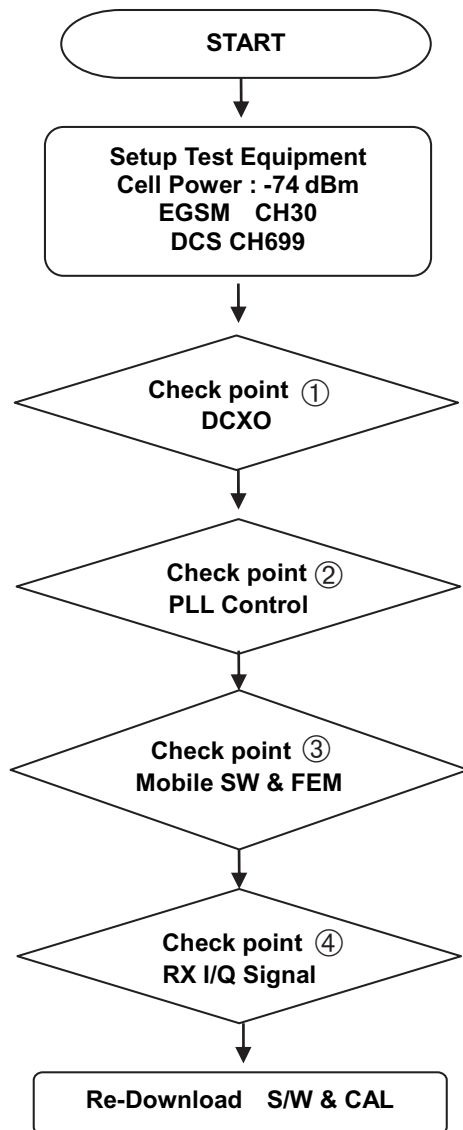 START
Setup Test Equipment
Cell Power : -74 dBm
EGSM CH30
DCS CH699
Check point ①
DCXO
Check point ②
PLL Control
Check point ③
Mobile SW & FEM
Check point ④
RX I/Q Signal
Re-Download S/W & CAL